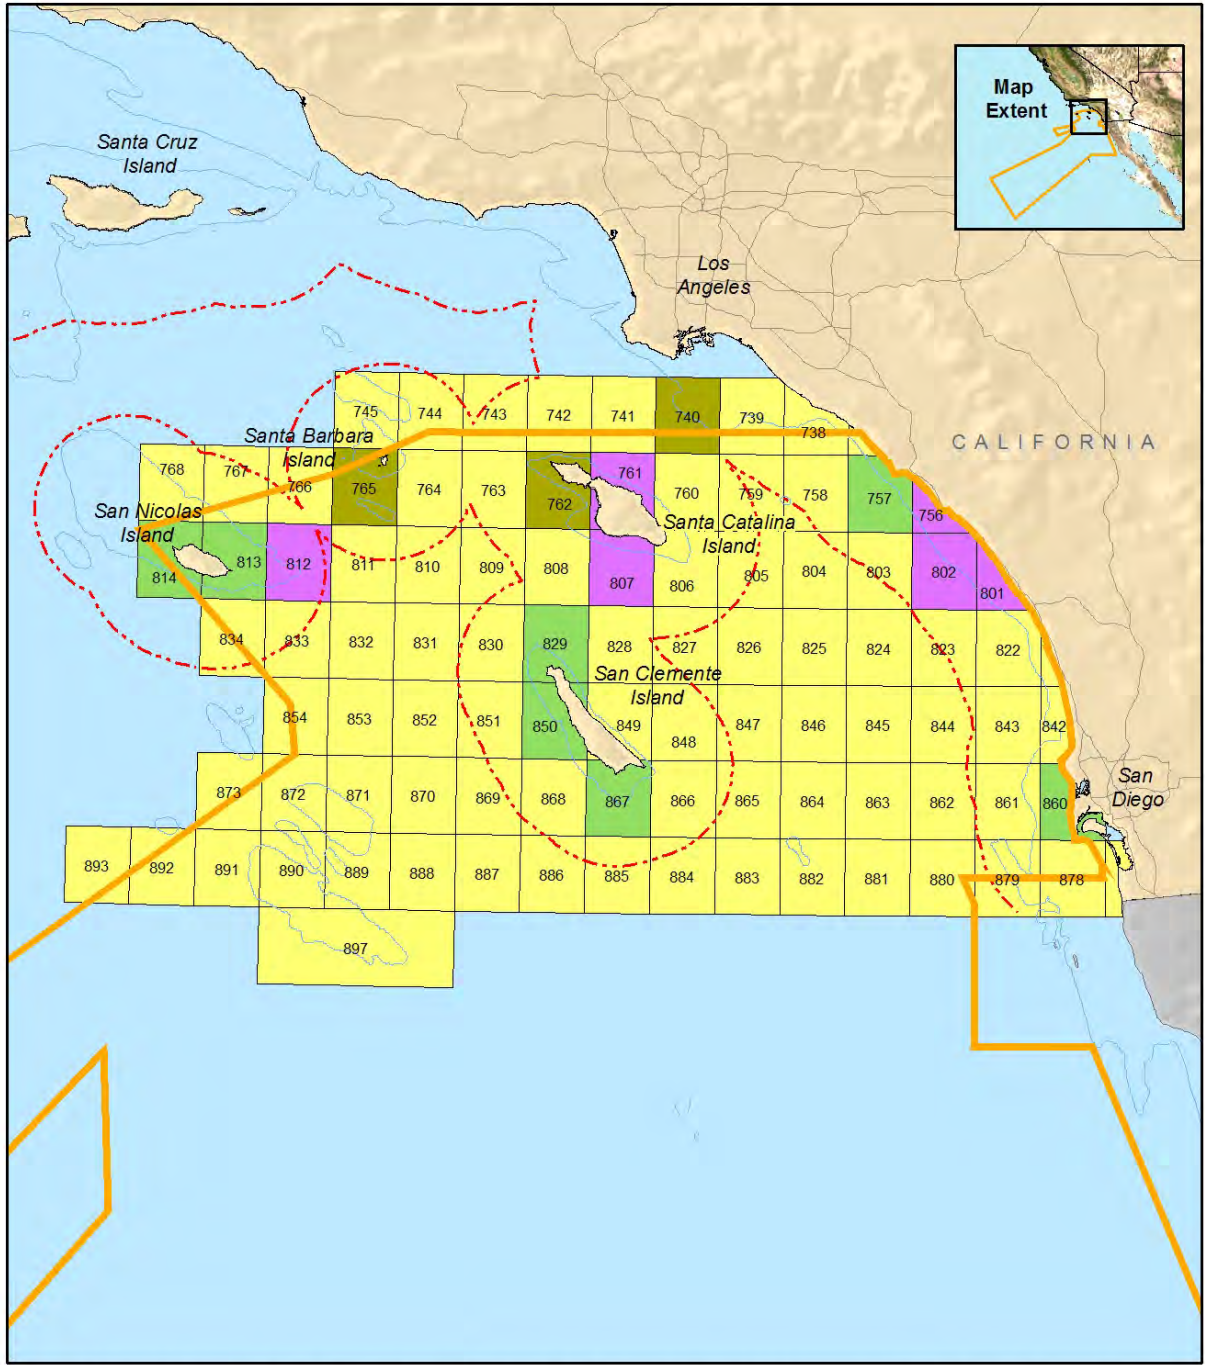 Map
Extent
Santa Cruz
Island
Los
Angeles
CALIFORNIA
745 744 743 742 741 740 739 738
Santa Barbara
Island
768 767 766 765 764 763 762 761 760 759 758 757 756
San Nicolas
Island
Santa Catalina
Island
814 813 812 811 810 809 808 807 806 805 804 803 802 801
834 833 832 831 830 829 828 827 826 825 824 823 822
San Clemente
Island
854 853 852 851 850 849 848 847 846 845 844 843 842
San
Diego
873 872 871 870 869 868 867 866 865 864 863 862 861 860
893 892 891 890 889 888 887 886 885 884 883 882 881 880 879 878
897